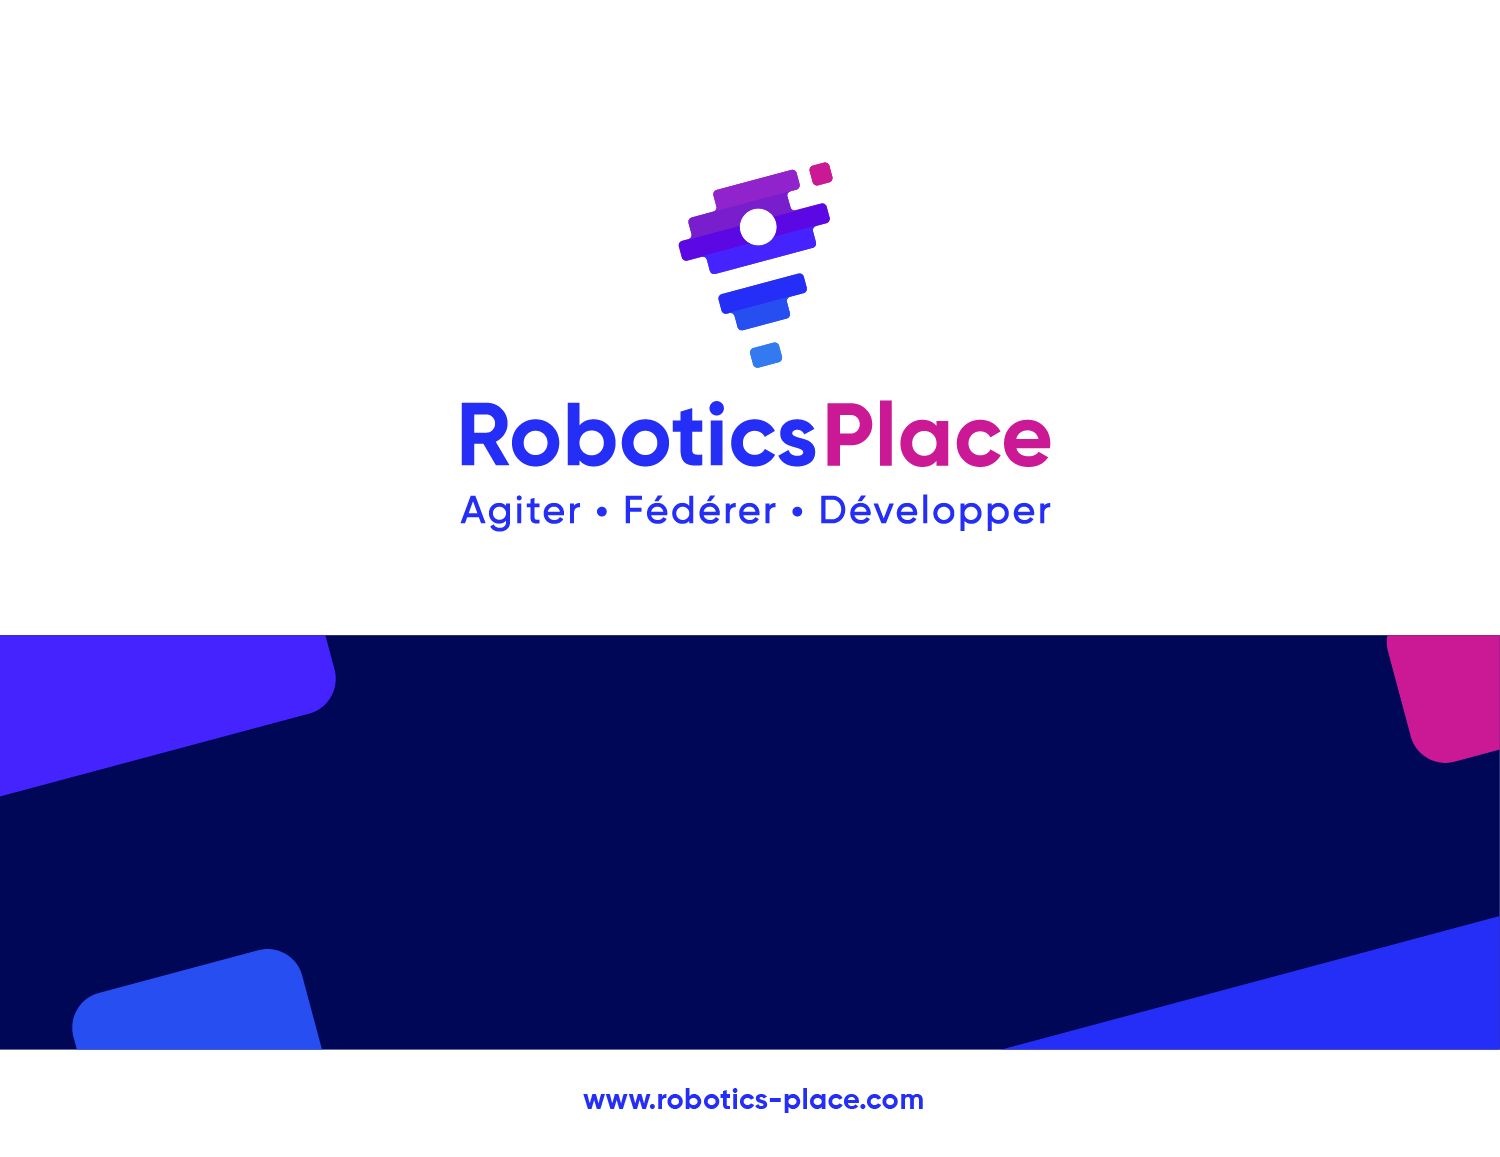 RoboticsPlace
Agiter • Fédérer • Développer
www.robotics-place.com